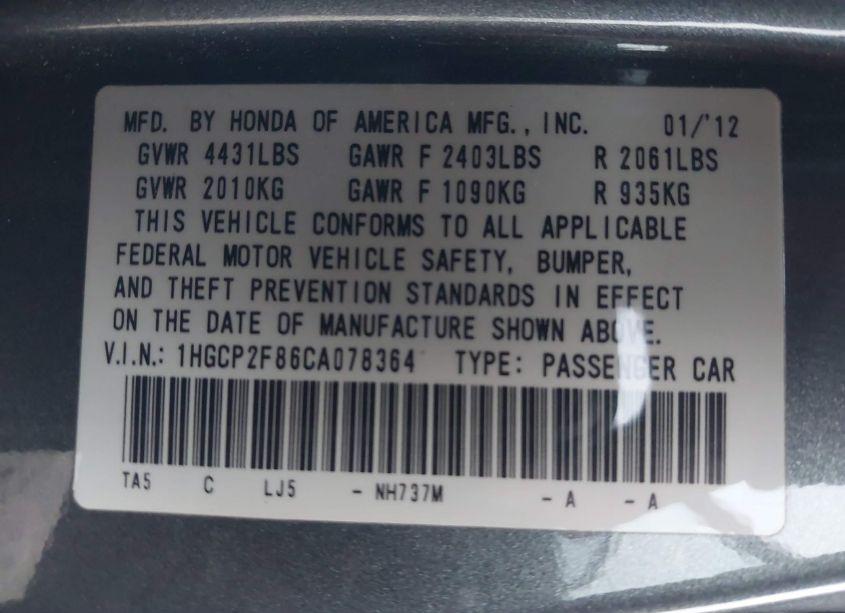 MFD. BY HONDA OF AMERICA MFG., INC. 01/'12
GVWR 4431LBS GAWR F 2403LBS R 2061LBS
GVWR 2010KG GAWR F 1090KG R 935KG
THIS VEHICLE CONFORMS TO ALL APPLICABLE
FEDERAL MOTOR VEHICLE SAFETY, BUMPER,
AND THEFT PREVENTION STANDARDS IN EFFECT
ON THE DATE OF MANUFACTURE SHOWN ABOVE.
V.I.N.: 1HGCP2F86CA078364 TYPE: PASSENGER CAR
TA5 C LJ5 - NH737M - A - A